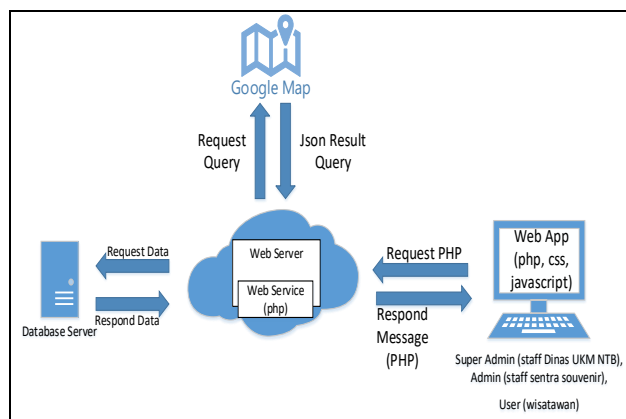 Google Map
Request
Query
Json Result
Query
Request Data
Respond Data
Database Server
Web Server
Web Service
(php)
Request PHP
Respond
Message
(PHP)
Web App
(php, css,
javascript)
Super Admin (staff Dinas UKM NTB),
Admin (staff sentra souvenir),
User (wisatawan)